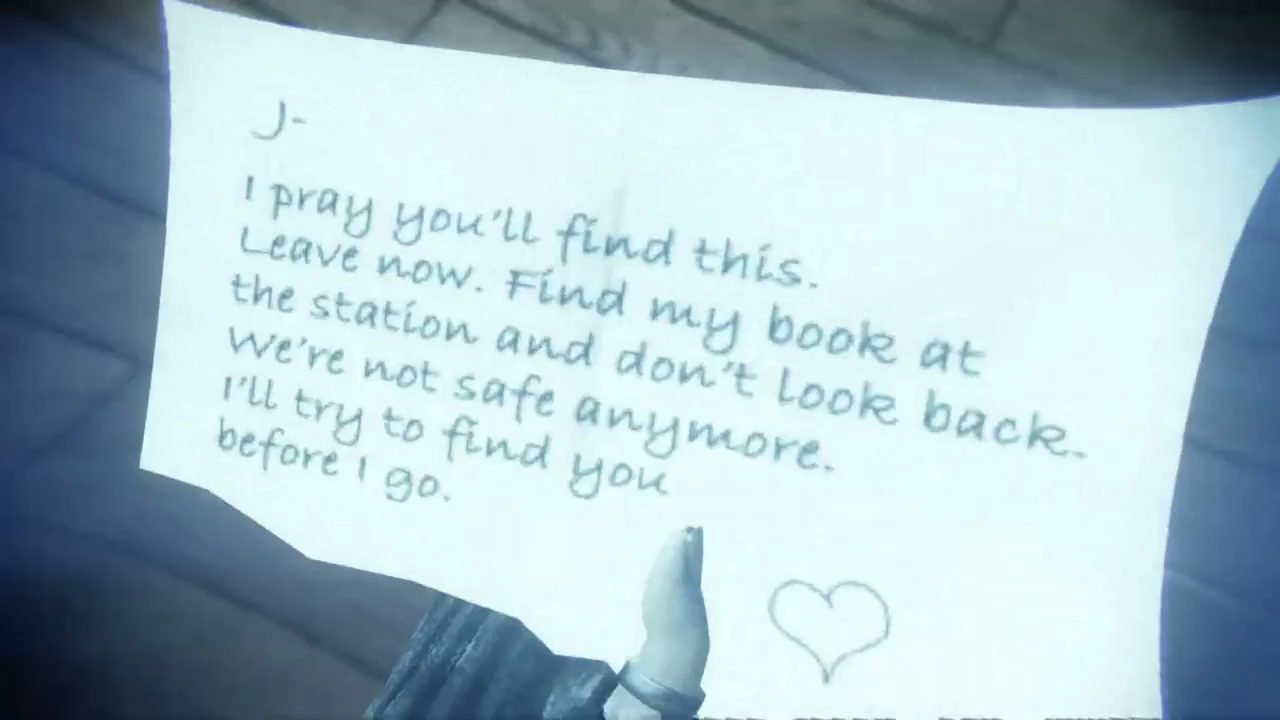 J-
I pray you'll find this.
Leave now. Find my book at
the station and don't look back.
We're not safe anymore.
I'll try to find you
before I go.